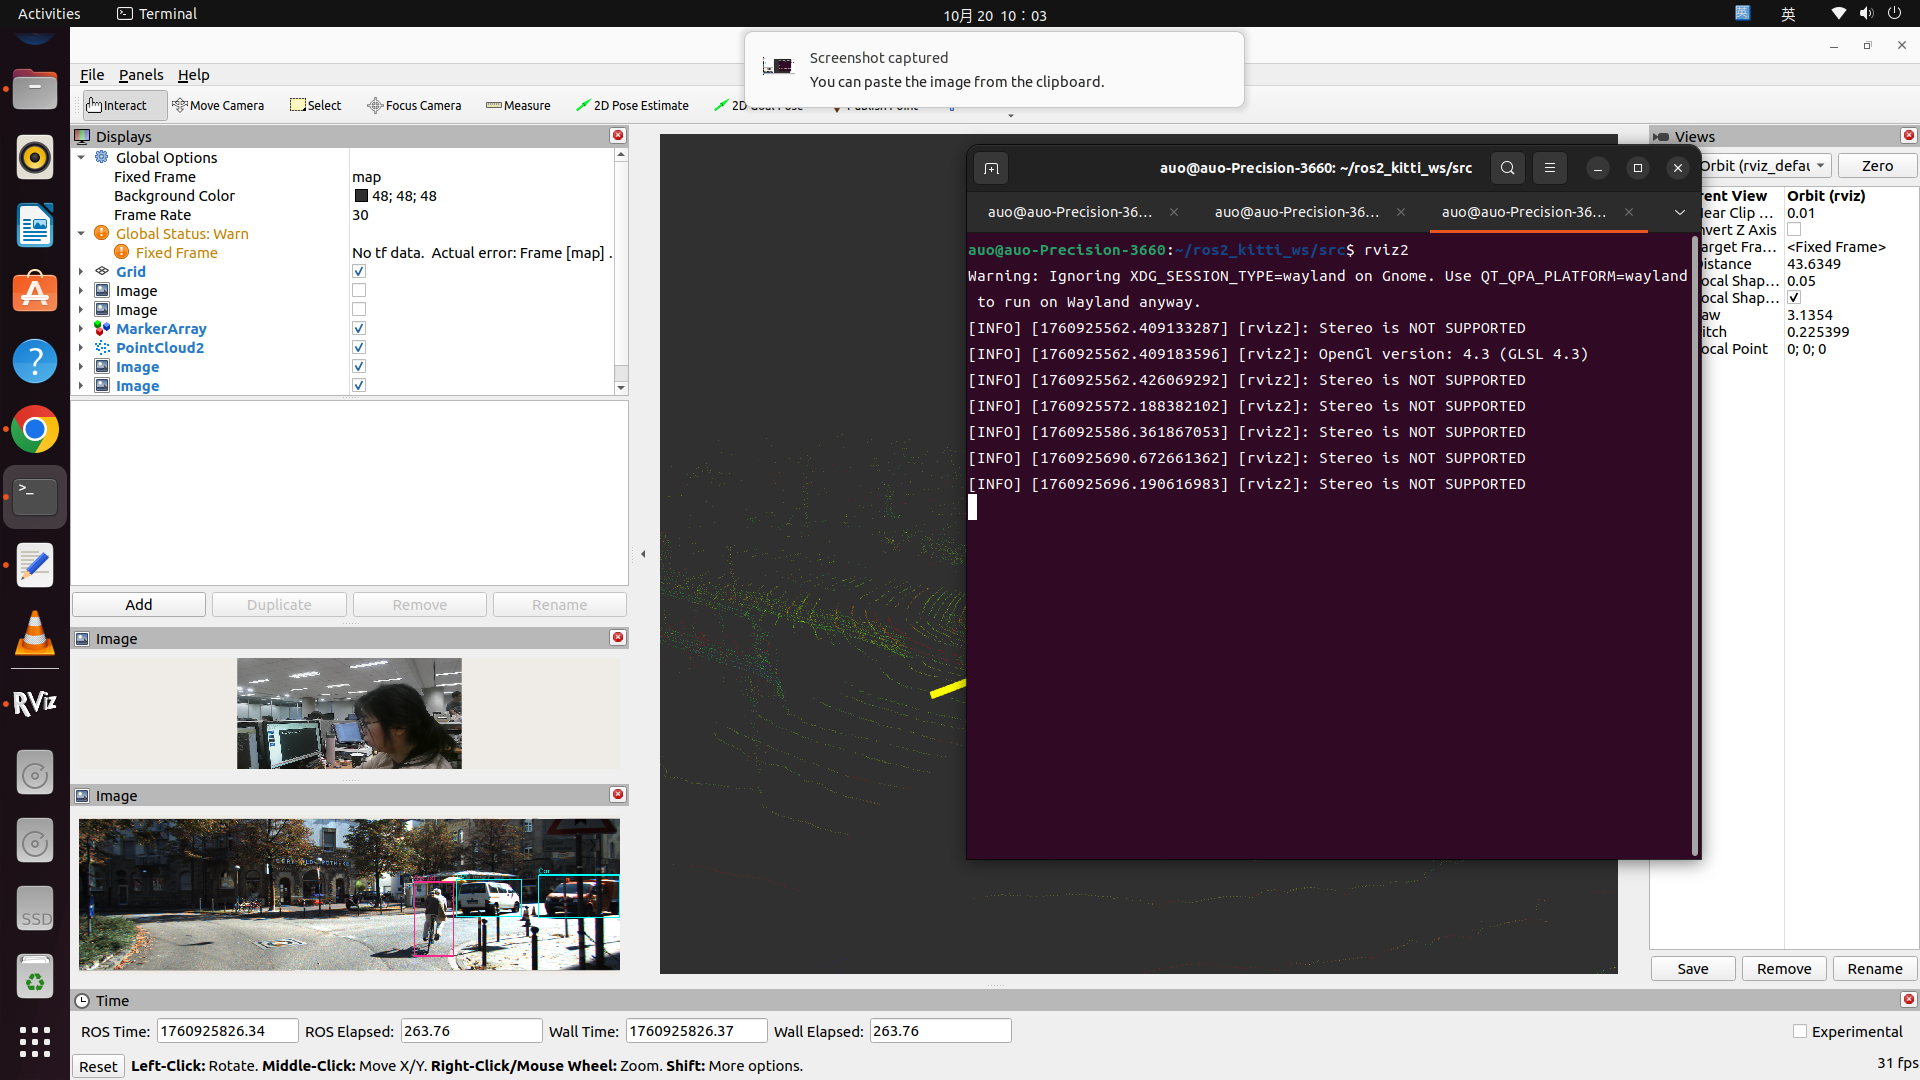 Activities
Terminal
10月 20 10：03
英
英
Screenshot captured
You can paste the image from the clipboard.
File Panels Help
Interact
Move Camera
Select
Focus Camera
Measure
2D Pose Estimate
2D Goal Pose
Publish Point
Displays
Global Options
Fixed Frame map
Background Color 48; 48; 48
Frame Rate 30
Global Status: Warn
Fixed Frame No tf data. Actual error: Frame [map] .
Grid
Image
Image
MarkerArray
PointCloud2
Image
Image
Add Duplicate Remove Rename
Image
Image
Car
auo@auo-Precision-3660: ~/ros2_kitti_ws/src
auo@auo-Precision-36…
auo@auo-Precision-36…
auo@auo-Precision-36…
auo@auo-Precision-3660:~/ros2_kitti_ws/src$ rviz2
Warning: Ignoring XDG_SESSION_TYPE=wayland on Gnome. Use QT_QPA_PLATFORM=wayland
to run on Wayland anyway.
[INFO] [1760925562.409133287] [rviz2]: Stereo is NOT SUPPORTED
[INFO] [1760925562.409183596] [rviz2]: OpenGl version: 4.3 (GLSL 4.3)
[INFO] [1760925562.426069292] [rviz2]: Stereo is NOT SUPPORTED
[INFO] [1760925572.188382102] [rviz2]: Stereo is NOT SUPPORTED
[INFO] [1760925586.361867053] [rviz2]: Stereo is NOT SUPPORTED
[INFO] [1760925690.672661362] [rviz2]: Stereo is NOT SUPPORTED
[INFO] [1760925696.190616983] [rviz2]: Stereo is NOT SUPPORTED
Views
Orbit (rviz_defau Zero
rent View Orbit (rviz)
lear Clip … 0.01
nvert Z Axis
arget Fra… <Fixed Frame>
istance 43.6349
ocal Shap… 0.05
ocal Shap…
aw 3.1354
itch 0.225399
ocal Point 0; 0; 0
Save Remove Rename
RViz
SSD
Time
ROS Time: 1760925826.34 ROS Elapsed: 263.76 Wall Time: 1760925826.37 Wall Elapsed: 263.76
Experimental
Reset Left-Click: Rotate. Middle-Click: Move X/Y. Right-Click/Mouse Wheel: Zoom. Shift: More options.
31 fps